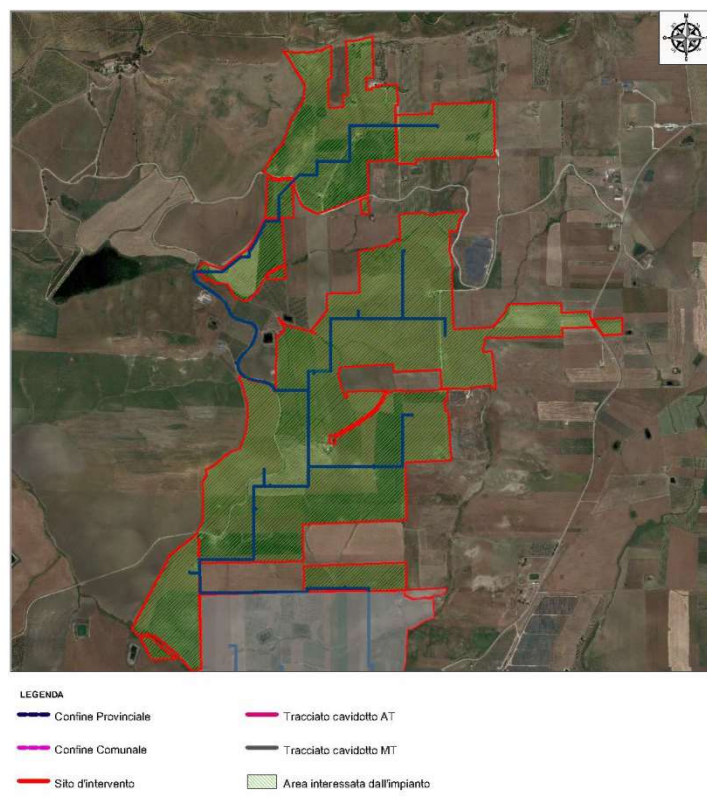 LEGENDA
Confine Provinciale
Tracciato cavidotto AT
Confine Comunale
Tracciato cavidotto MT
Sito d'intervento
Area interessata dall'impianto